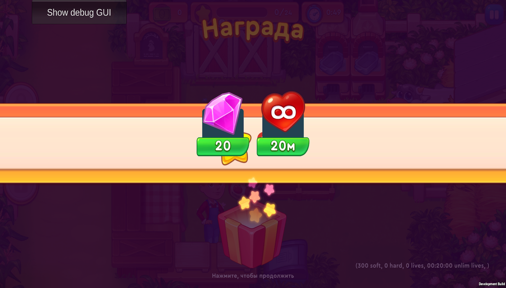 Show debug GUI
Награда
20
20м
Нажмите, чтобы продолжить
(300 soft, 0 hard, 0 lives, 00:20:00 unlim lives, )
Development Build